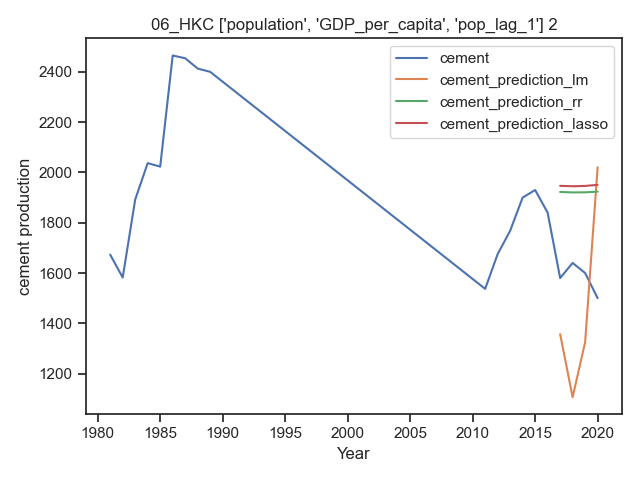 06_HKC ['population', 'GDP_per_capita', 'pop_lag_1'] 2
cement
cement_prediction_lm
cement_prediction_rr
cement_prediction_lasso
cement production
2400
2200
2000
1800
1600
1400
1200
1980 1985 1990 1995 2000 2005 2010 2015 2020
Year